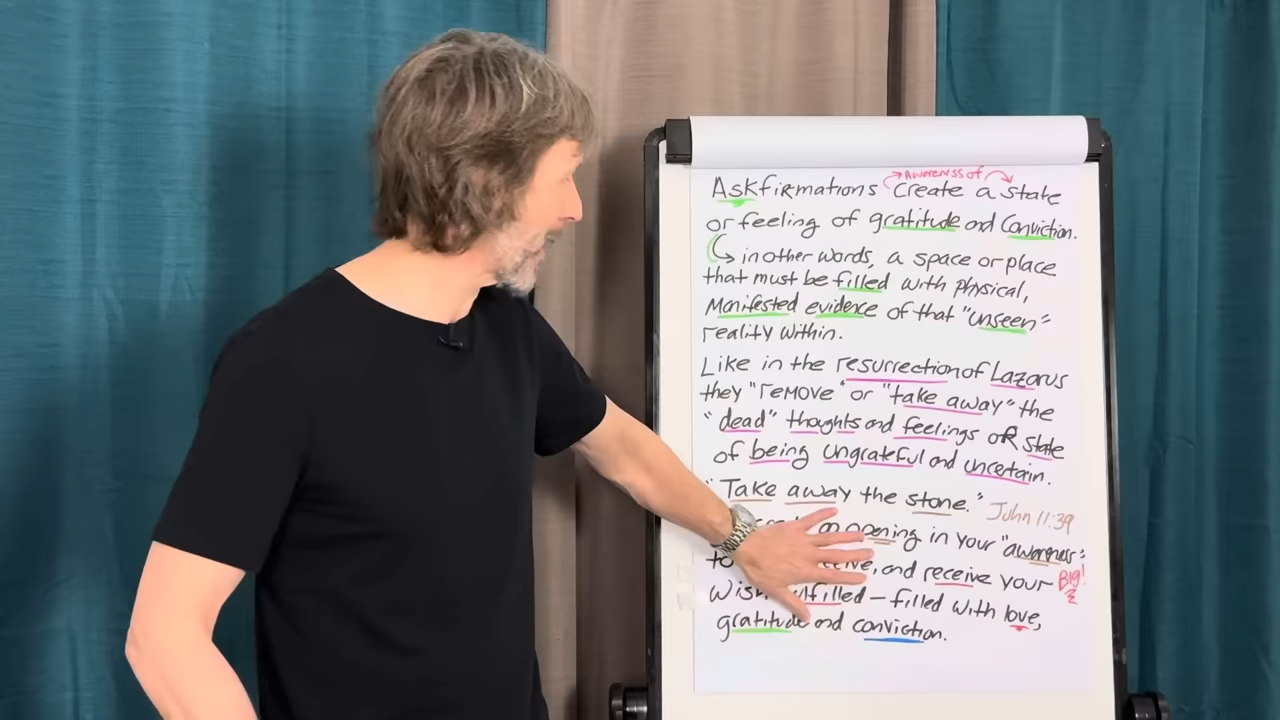 Awareness of
Askfirmations create a state
or feeling of gratitude and Conviction.
in other words, a space or place
that must be filled with physical,
Manifested evidence of that "unseen"
reality within.
Like in the resurrection of Lazarus
they "remove" or "take away" the
"dead" thoughts and feelings or state
of being ungrateful and uncertain.
"Take away the stone." John 11:39
an opening in your "awareness"
to and receive your BIG!
filled with love,
gratitude and conviction.